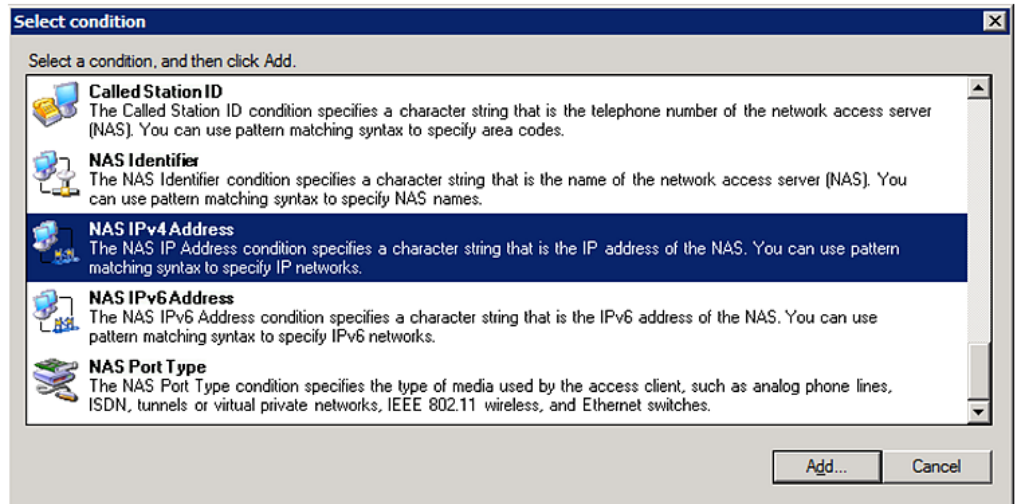 Select condition
Select a condition, and then click Add.
Called Station ID
The Called Station ID condition specifies a character string that is the telephone number of the network access server
(NAS). You can use pattern matching syntax to specify area codes.
NAS Identifier
The NAS Identifier condition specifies a character string that is the name of the network access server (NAS). You
can use pattern matching syntax to specify NAS names.
NAS IPv4 Address
The NAS IP Address condition specifies a character string that is the IP address of the NAS. You can use pattern
matching syntax to specify IP networks.
NAS IPv6 Address
The NAS IPv6 Address condition specifies a character string that is the IPv6 address of the NAS. You can use
pattern matching syntax to specify IPv6 networks.
NAS Port Type
The NAS Port Type condition specifies the type of media used by the access client, such as analog phone lines,
ISDN, tunnels or virtual private networks, IEEE 802.11 wireless, and Ethernet switches.
Add... Cancel